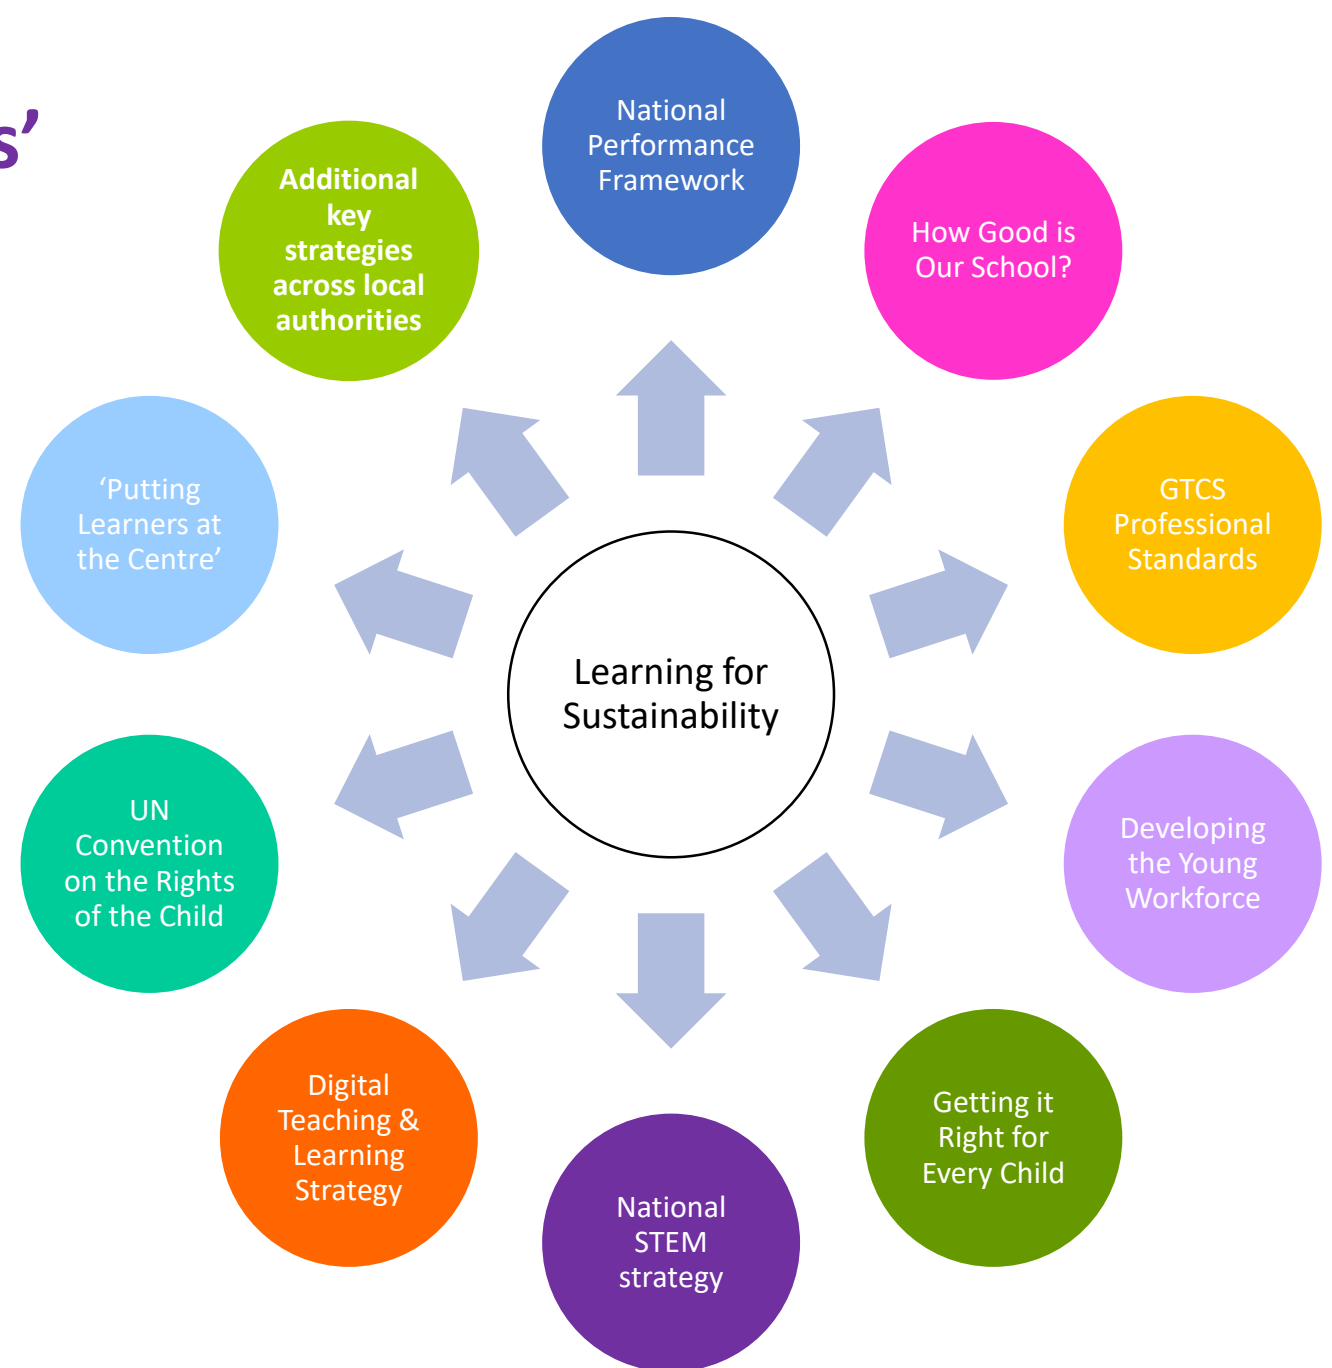 s’
National
Performance
Framework
How Good is
Our School?
GTCS
Professional
Standards
Developing
the Young
Workforce
Getting it
Right for
Every Child
National
STEM
strategy
Digital
Teaching &
Learning
Strategy
UN
Convention
on the Rights
of the Child
‘Putting
Learners at
the Centre’
Additional
key
strategies
across local
authorities
Learning for
Sustainability